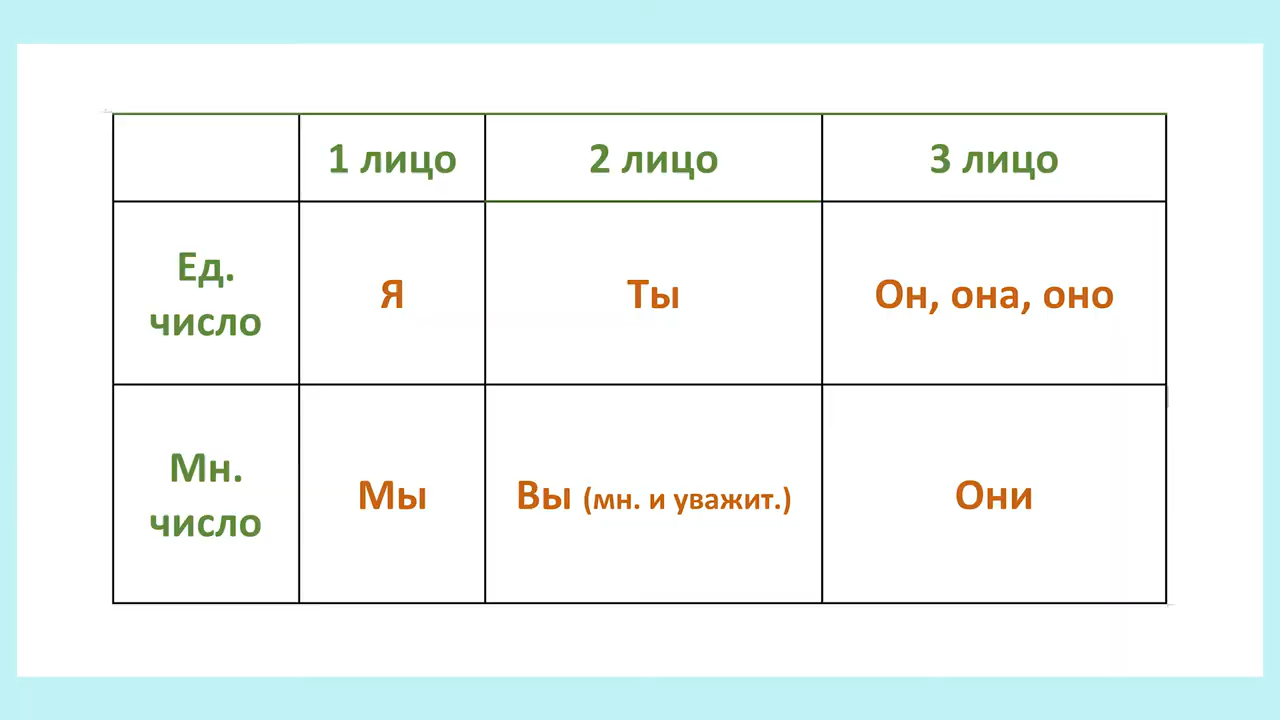 1 лицо 2 лицо 3 лицо
Ед.
число
Я Ты Он, она, оно
Мн.
число
Мы Вы (мн. и уважит.) Они